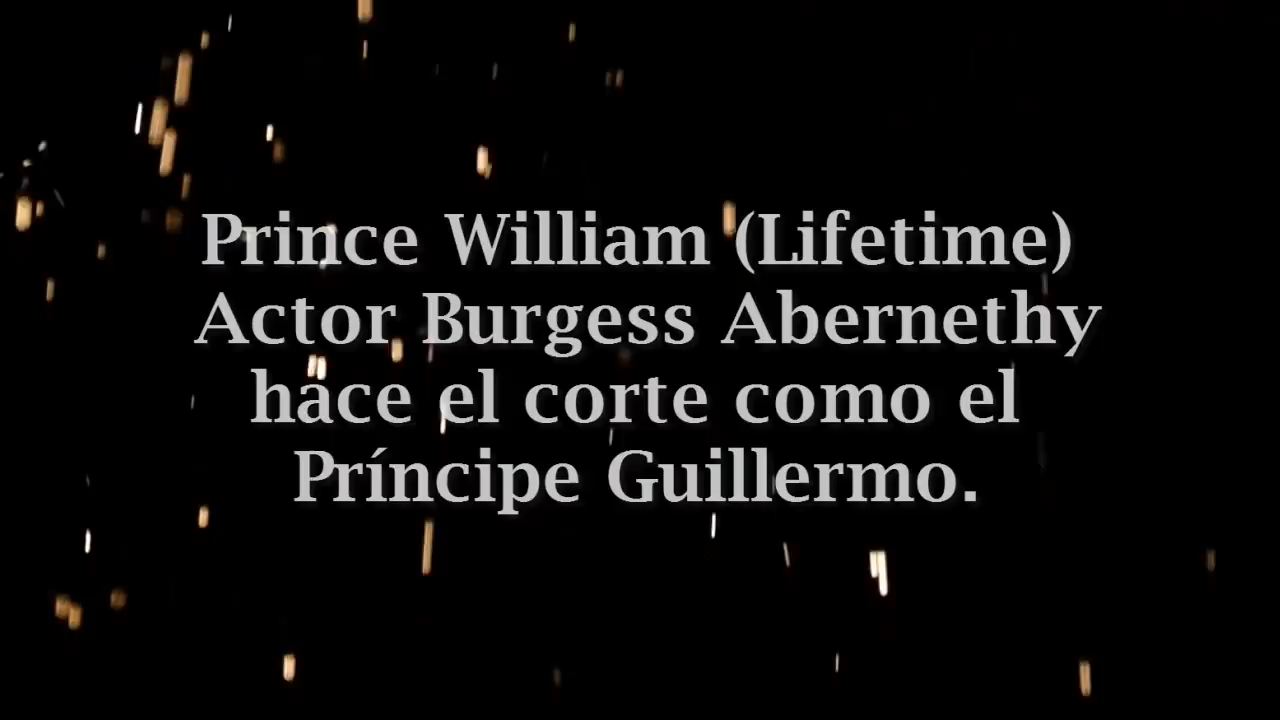 Prince William (Lifetime)
Actor Burgess Abernethy
hace el corte como el
Príncipe Guillermo.